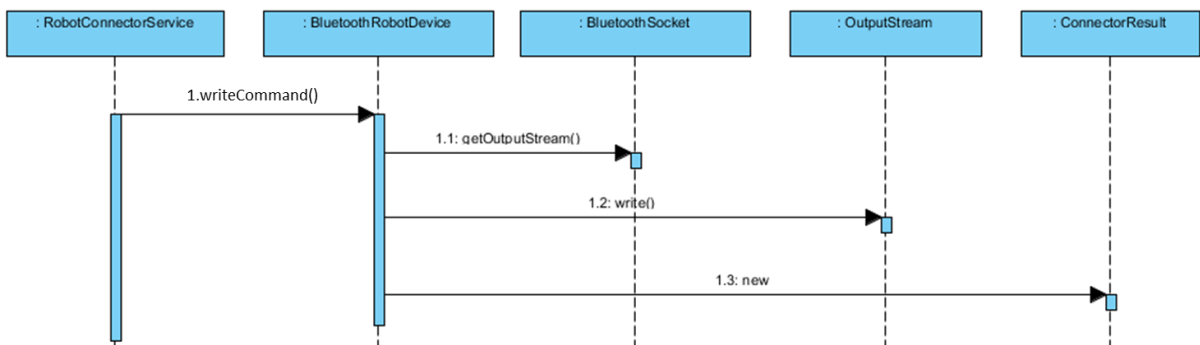 : RobotConnectorService
: BluetoothRobotDevice
: BluetoothSocket
: OutputStream
: ConnectorResult
1.writeCommand()
1.1: getOutputStream()
1.2: write()
1.3: new